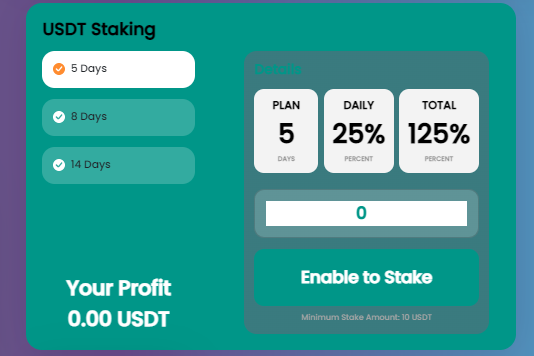 USDT Staking
5 Days
8 Days
14 Days
Details
PLAN
5
DAYS
DAILY
25%
PERCENT
TOTAL
125%
PERCENT
0
Enable to Stake
Minimum Stake Amount: 10 USDT
Your Profit
0.00 USDT